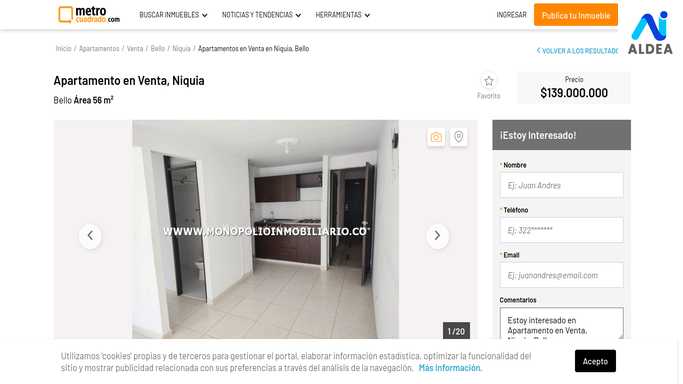 metro
cuadrado.com
BUSCAR INMUEBLES
NOTICIAS Y TENDENCIAS
HERRAMIENTAS
INGRESAR
Publica tu Inmueble
ALDEA
Inicio / Apartamentos / Venta / Bello / Niquia / Apartamentos en Venta en Niquia, Bello
VOLVER A LOS RESULTAD
Apartamento en Venta, Niquia
Bello Área 56 m²
Favorito
Precio
$139.000.000
WWWW.MONOPOLIOINMOBILIARIO.CO
1 / 20
¡Estoy Interesado!
* Nombre
Ej: Juan Andres
* Teléfono
Ej: 322*******
* Email
Ej: juanandres@email.com
Comentarios
Estoy interesado en
Apartamento en Venta,
Utilizamos 'cookies' propias y de terceros para gestionar el portal, elaborar información estadística, optimizar la funcionalidad del
sitio y mostrar publicidad relacionada con sus preferencias a través del análisis de la navegación. Más Información.
Acepto